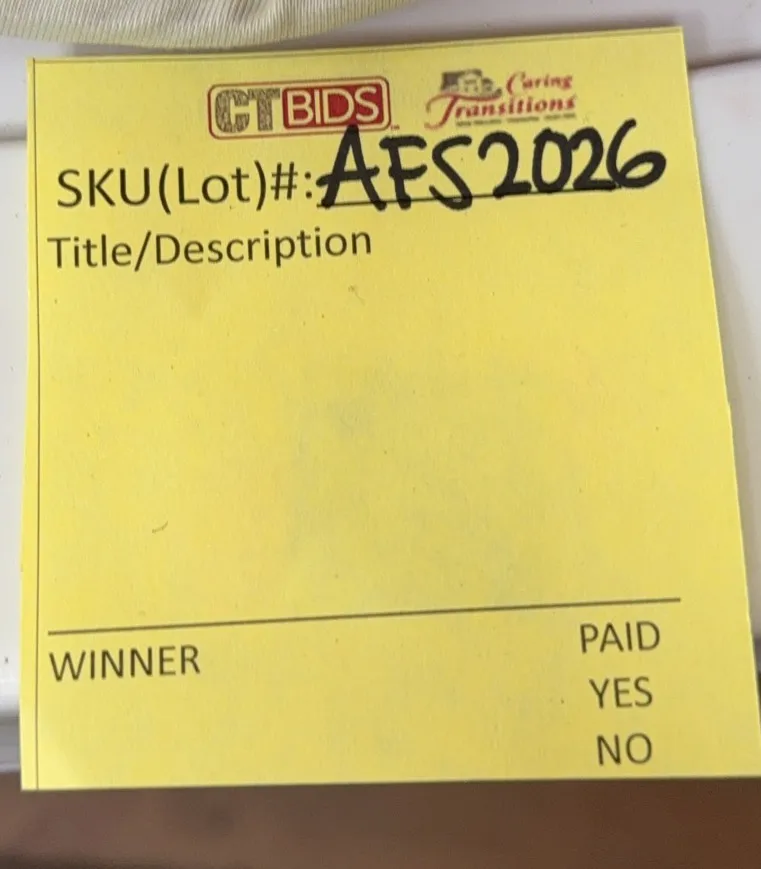 CTBIDS Caring Transitions
SKU(Lot)#: AFS2026
Title/Description
WINNER PAID
YES
NO